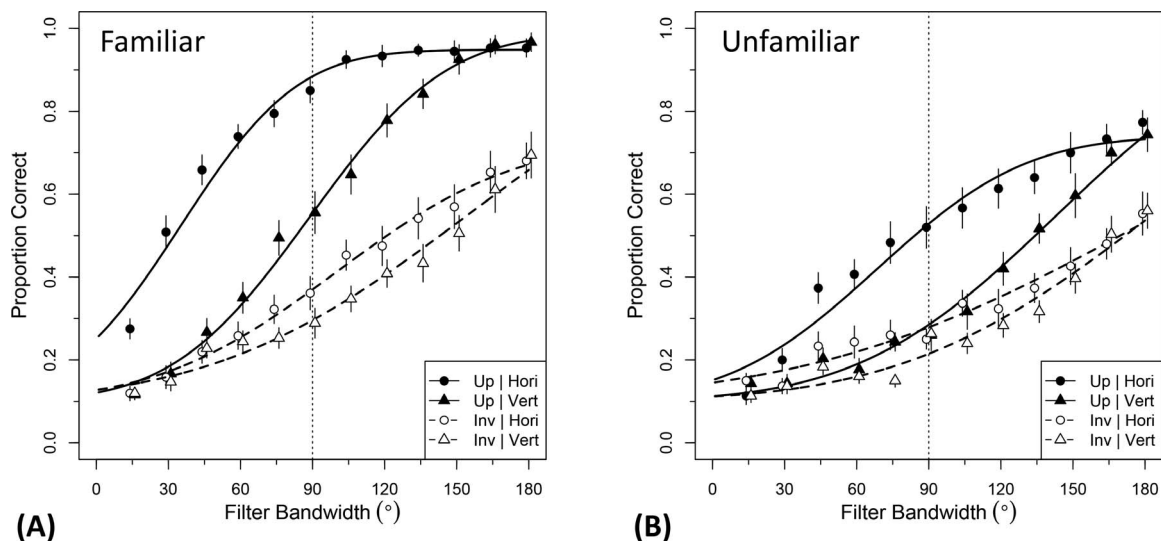 Familiar
Proportion Correct
1.0
0.8
0.6
0.4
0.2
0.0
0 30 60 90 120 150 180
Filter Bandwidth (°)
Up | Hori
Up | Vert
Inv | Hori
Inv | Vert
(A)
Unfamiliar
Proportion Correct
1.0
0.8
0.6
0.4
0.2
0.0
0 30 60 90 120 150 180
Filter Bandwidth (°)
Up | Hori
Up | Vert
Inv | Hori
Inv | Vert
(B)